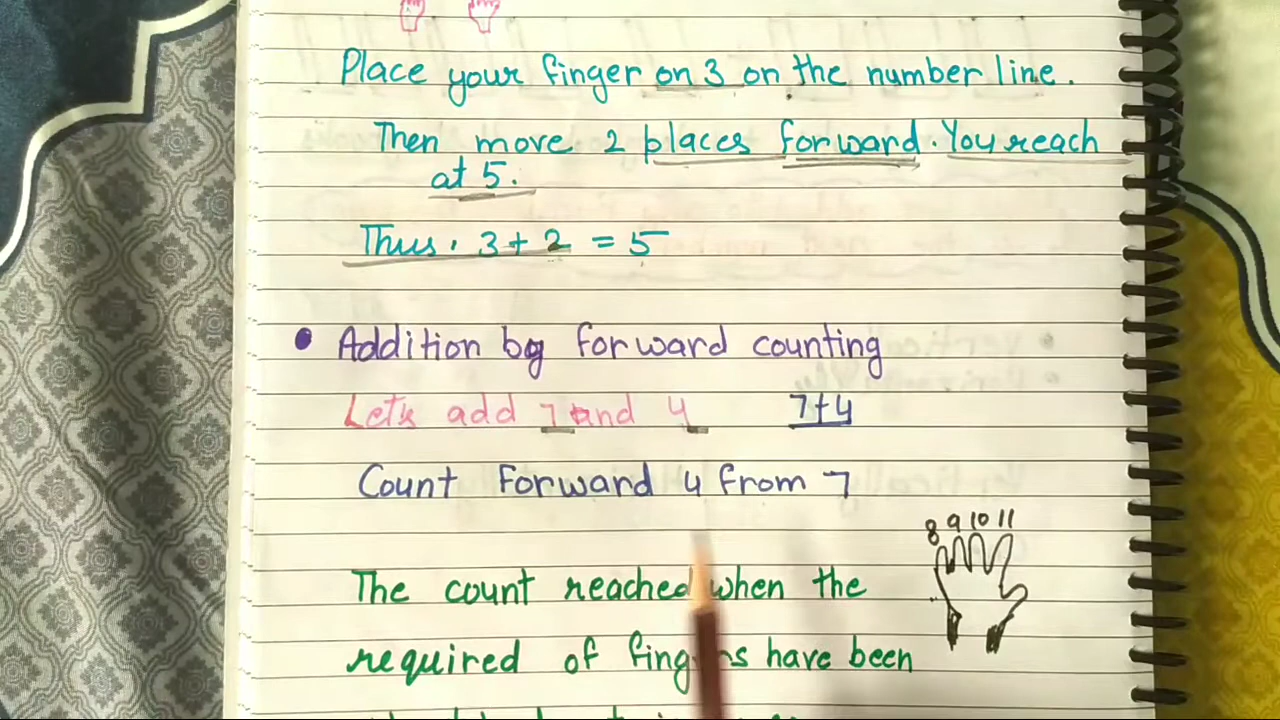 Place your finger on 3 on the number line.
Then move 2 places forward. You reach
at 5.
Thus, 3 + 2 = 5
• Addition by forward counting
Let's add 7 and 4 7+4
Count Forward 4 from 7
8 9 10 11
The count reached when the
required of fingers have been